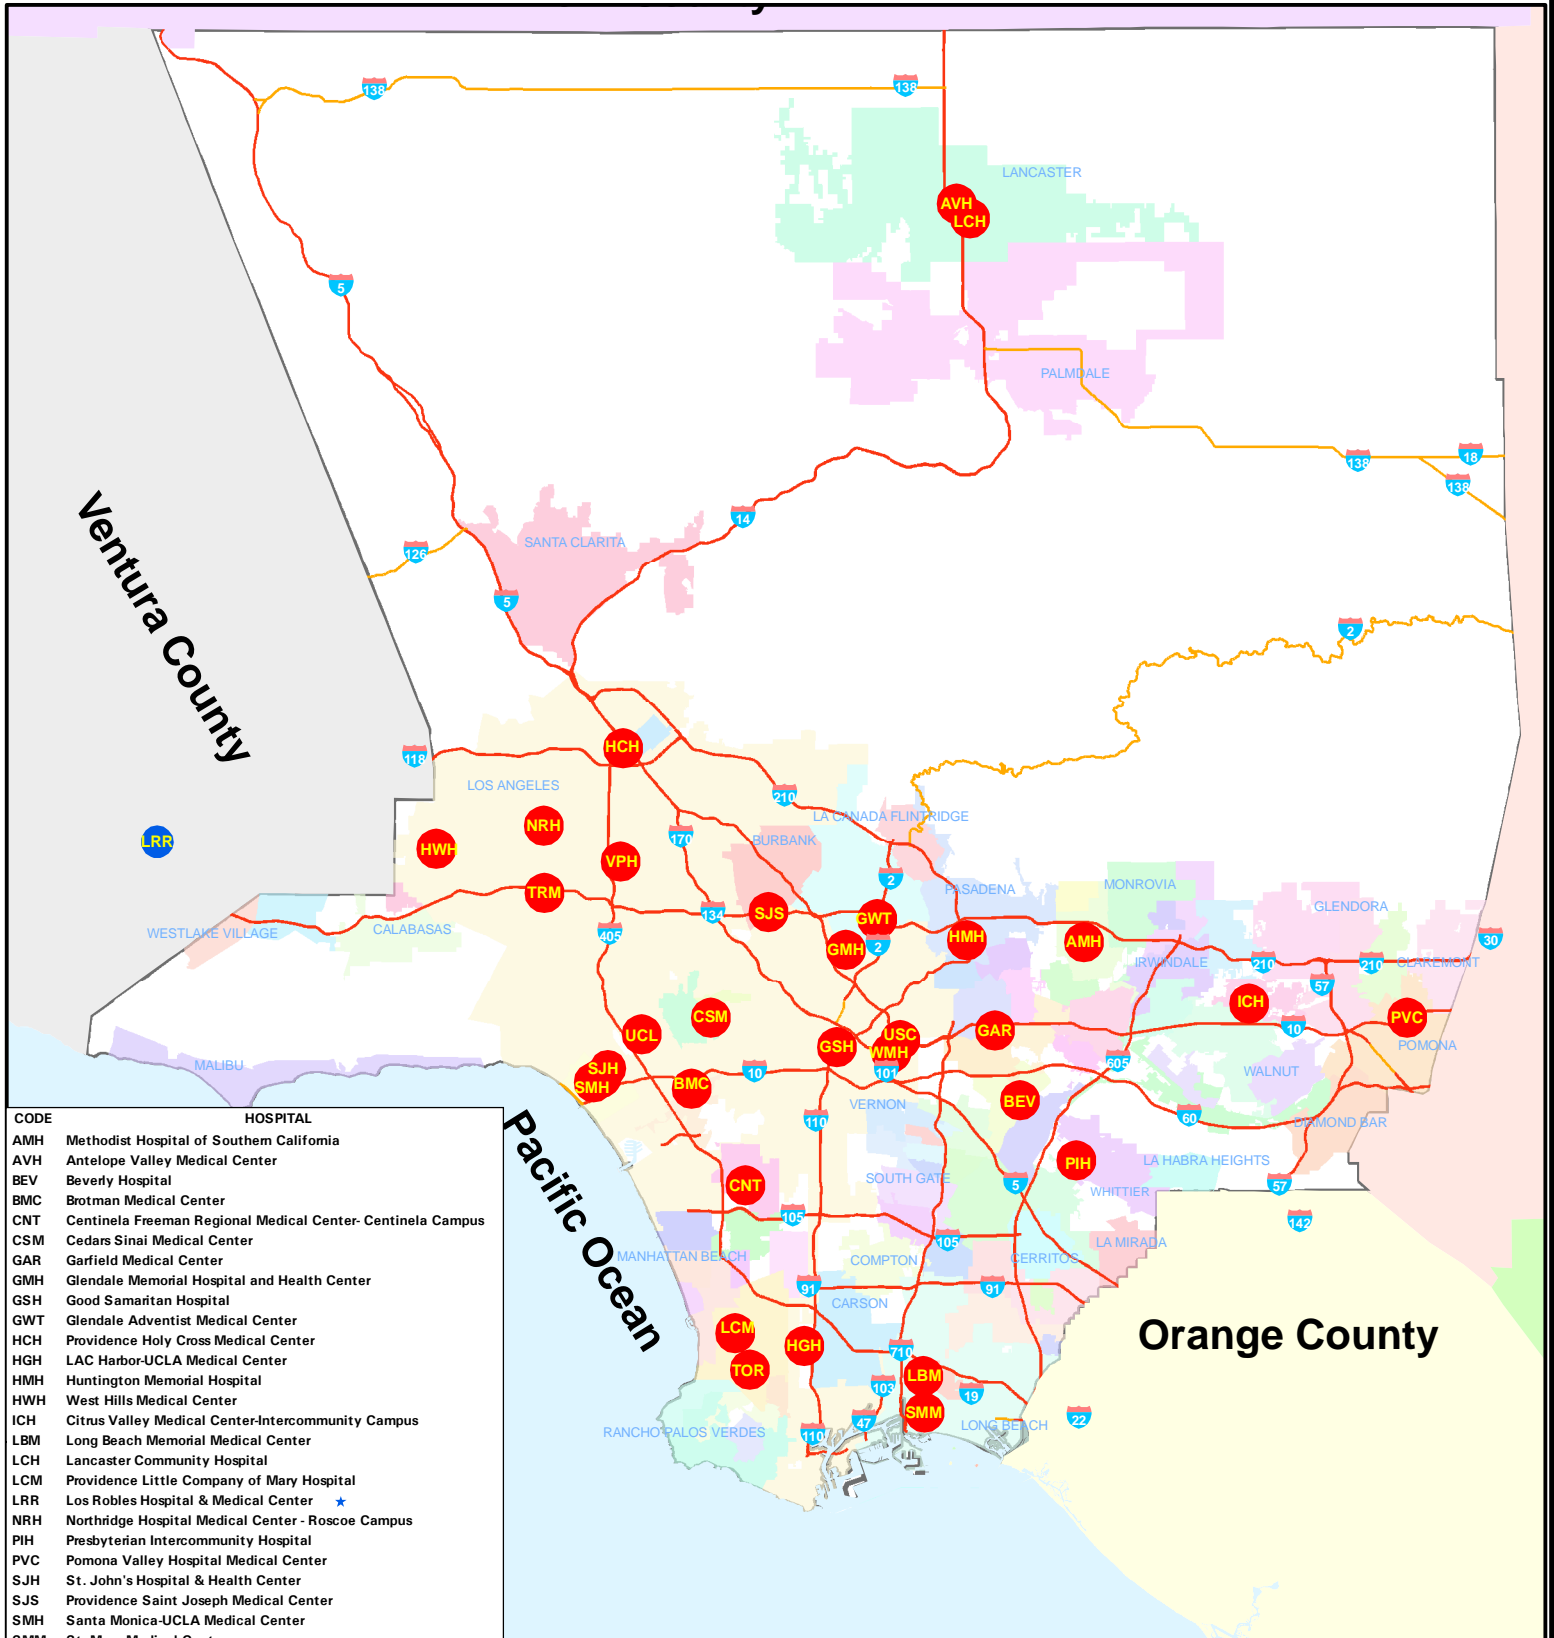 138
138
LANCASTER
AVH
LCH
5
PALMDALE
138
18
138
14
126
SANTA CLARITA
5
2
Ventura County
HCH
118
LOS ANGELES
210
LA CANADA FLINTRIDGE
NRH
170
BURBANK
LRR
HWH
VPH
2
PASADENA
MONROVIA
TRM
134
SJS
GWT
GLENDORA
WESTLAKE VILLAGE
CALABASAS
405
GMH
2
HMH
AMH
30
IRWINDALE
210
210
CLAREMONT
57
ICH
CSM
UCL
USC
GAR
10
PVC
GSH
WMH
POMONA
MALIBU
SJH
SMH
BMC
10
101
605
WALNUT
BEV
VERNON
110
60
DIAMOND BAR
Pacific Ocean
PIH
LA HABRA HEIGHTS
CNT
SOUTH GATE
5
WHITTIER
57
105
142
105
LA MIRADA
MANHATTAN BEACH
COMPTON
CERRITOS
91
91
CARSON
LCM
HGH
Orange County
710
TOR
LBM
103
19
SMM
47
22
RANCHO PALOS VERDES
110
LONG BEACH
CODE HOSPITAL
AMH Methodist Hospital of Southern California
AVH Antelope Valley Medical Center
BEV Beverly Hospital
BMC Brotman Medical Center
CNT Centinela Freeman Regional Medical Center- Centinela Campus
CSM Cedars Sinai Medical Center
GAR Garfield Medical Center
GMH Glendale Memorial Hospital and Health Center
GSH Good Samaritan Hospital
GWT Glendale Adventist Medical Center
HCH Providence Holy Cross Medical Center
HGH LAC Harbor-UCLA Medical Center
HMH Huntington Memorial Hospital
HWH West Hills Medical Center
ICH Citrus Valley Medical Center-Intercommunity Campus
LBM Long Beach Memorial Medical Center
LCH Lancaster Community Hospital
LCM Providence Little Company of Mary Hospital
LRR Los Robles Hospital & Medical Center ★
NRH Northridge Hospital Medical Center - Roscoe Campus
PIH Presbyterian Intercommunity Hospital
PVC Pomona Valley Hospital Medical Center
SJH St. John's Hospital & Health Center
SJS Providence Saint Joseph Medical Center
SMH Santa Monica-UCLA Medical Center